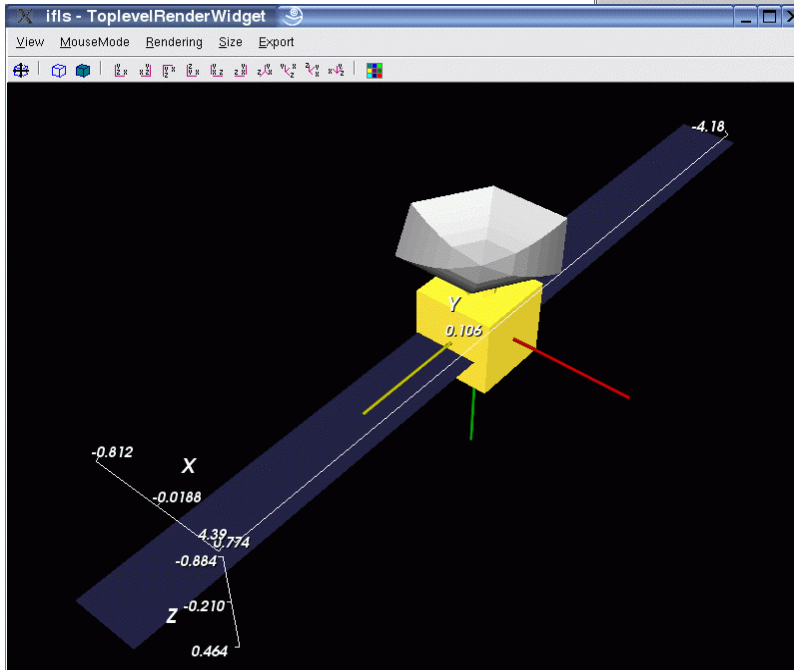 ifls - ToplevelRenderWidget
View MouseMode Rendering Size Export
-4.18
Y
0.106
-0.812
X
-0.0188
4.39
0.774
-0.884
-0.210
Z
0.464